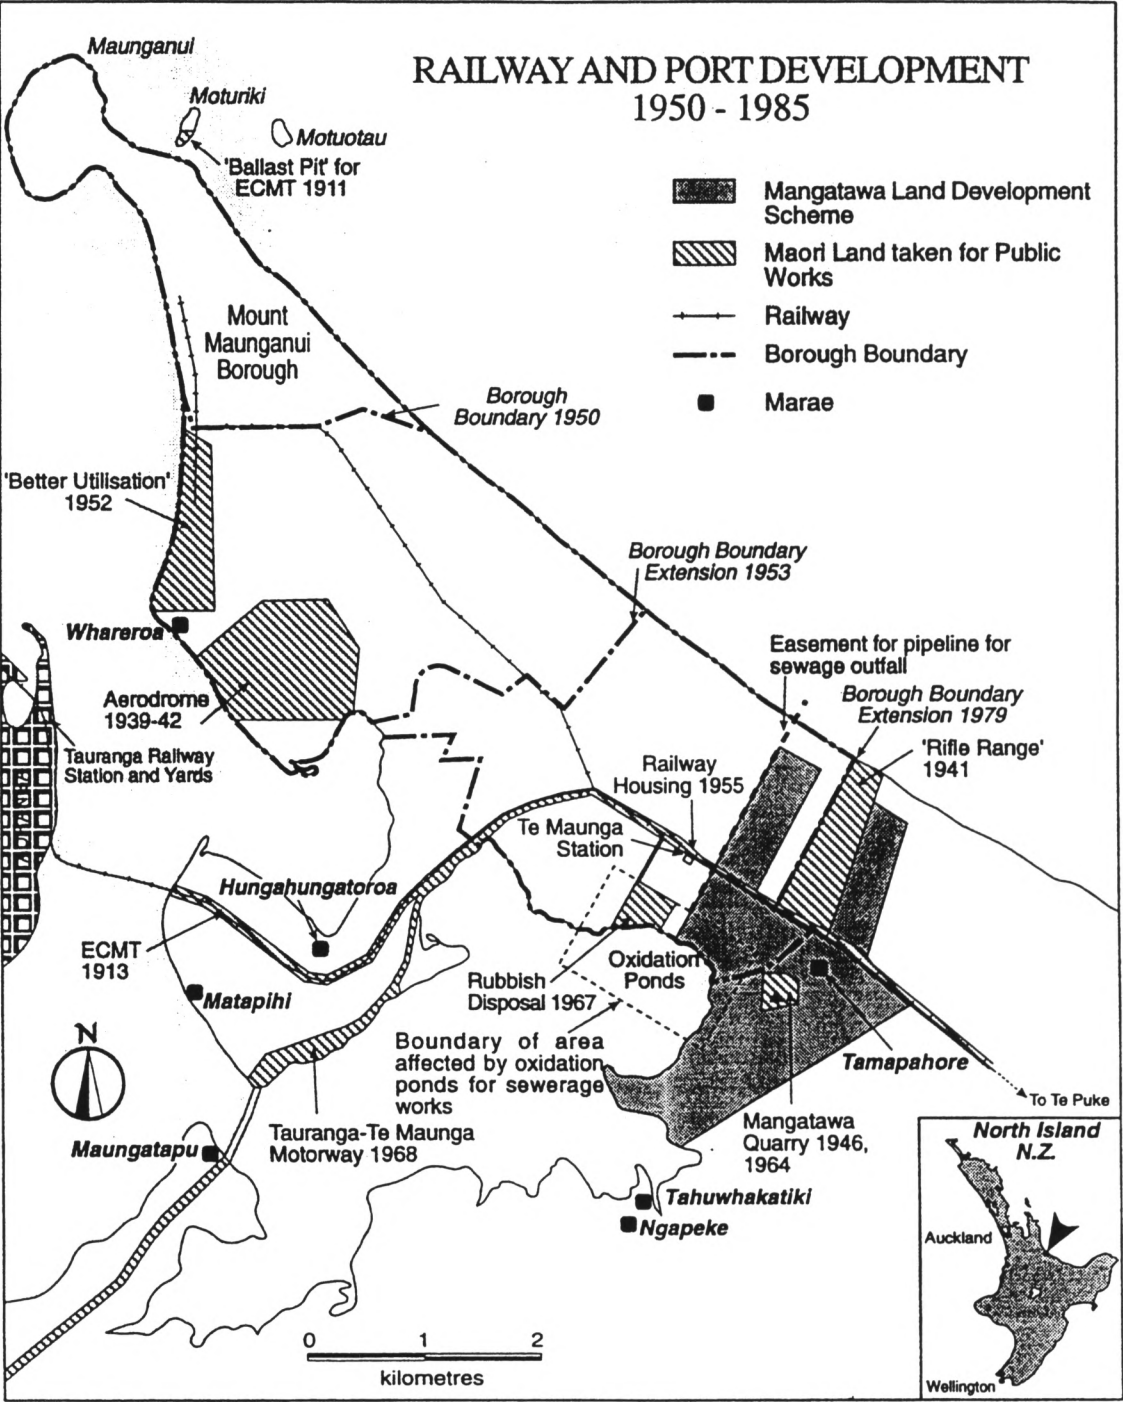 RAILWAY AND PORT DEVELOPMENT
1950 - 1985
Maunganui
Moturiki
Motuotau
'Ballast Pit' for
ECMT 1911
Mangatawa Land Development
Scheme
Maori Land taken for Public
Works
Railway
Borough Boundary
Marae
Mount
Maunganui
Borough
Borough
Boundary 1950
'Better Utilisation'
1952
Borough Boundary
Extension 1953
Whareroa
Easement for pipeline for
sewage outfall
Borough Boundary
Extension 1979
'Rifle Range'
1941
Aerodrome
1939-42
Tauranga Railway
Station and Yards
Railway
Housing 1955
Te Maunga
Station
Hungahungatoroa
ECMT
1913
Matapihi
Rubbish
Disposal 1967
Oxidation
Ponds
Boundary of area
affected by oxidation
ponds for sewerage
works
Tamapahore
To Te Puke
N
Maungatapu
Tauranga-Te Maunga
Motorway 1968
Mangatawa
Quarry 1946,
1964
Tahuwhakatiki
Ngapeke
North Island
N.Z.
Auckland
Wellington
0 1 2
kilometres